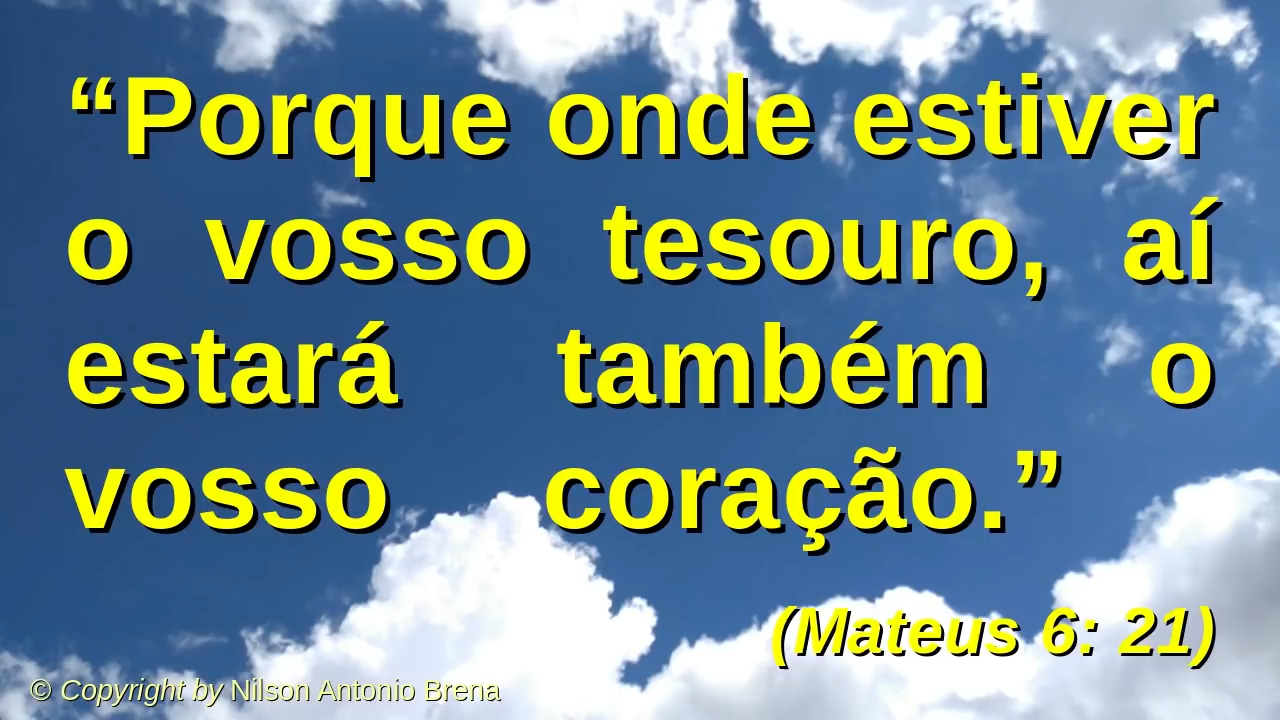 “Porque onde estiver
o vosso tesouro, aí
estará também o
vosso coração.”
(Mateus 6: 21)
© Copyright by Nilson Antonio Brena